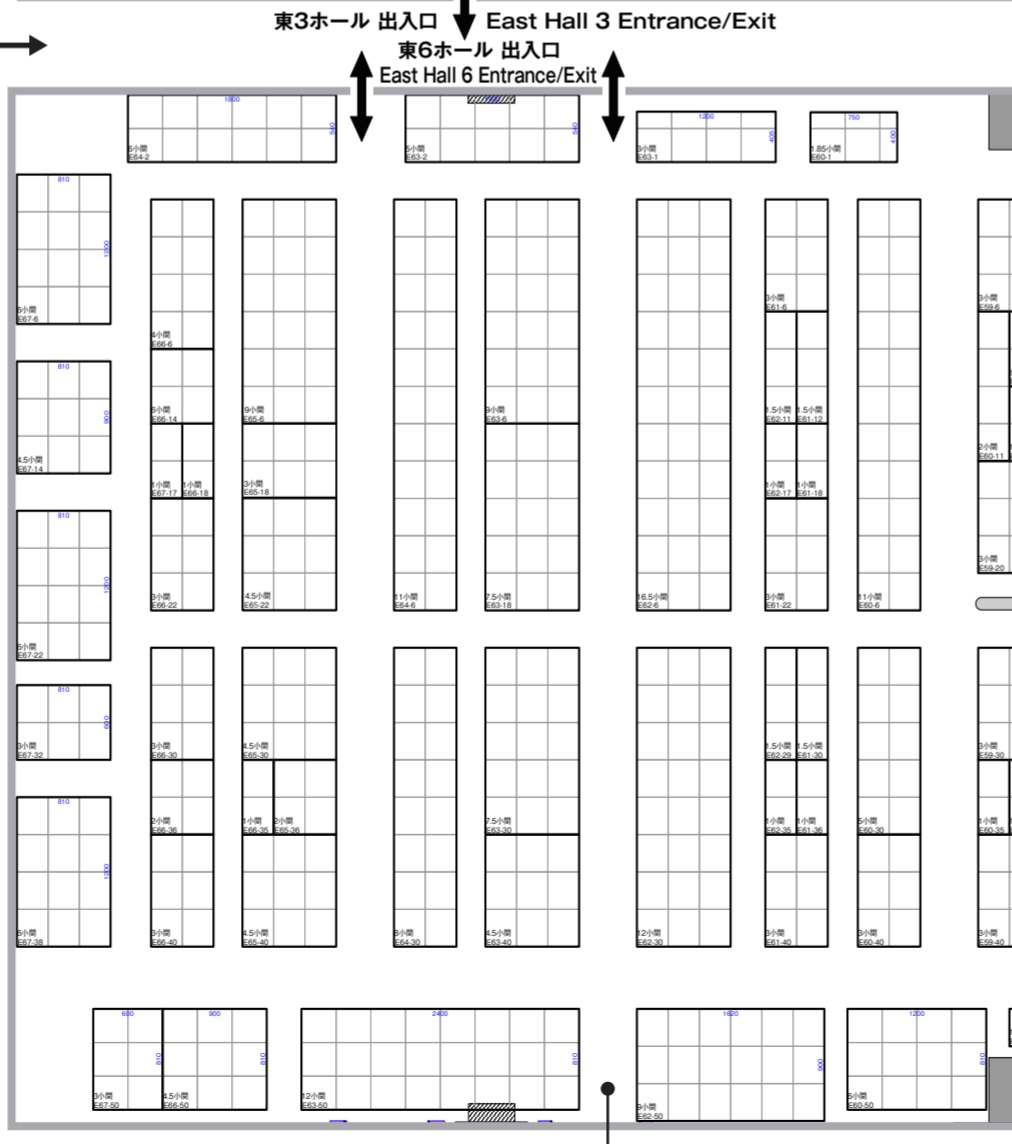 東3ホール 出入口 East Hall 3 Entrance/Exit
東6ホール 出入口
East Hall 6 Entrance/Exit
1800
540
6小間
E64-2
540
5小間
E63-2
1200
405
3小間
E63-1
750
400
1.85小間
E60-1
810
1200
6小間
E67-6
810
900
4.5小間
E67-14
810
1200
6小間
E67-22
810
600
3小間
E67-32
810
1200
6小間
E67-38
4小間
E66-6
E66-14
1小間 1小間
E67-17 E66-18
3小間
E66-22
9小間
E65-6
3小間
E65-18
4.5小間
E65-22
11小間
E64-6
9小間
E63-6
7.5小間
E63-18
16.5小間
E62-6
3小間
E61-6
1.5小間 1.5小間
E62-11 E61-12
1小間 1小間
E62-17 E61-18
3小間
E61-22
11小間
E60-6
3小間
E59-6
2小間
E60-11
3小間
E59-20
3小間
E66-30
2小間
E66-36
3小間
E66-40
4.5小間
E65-30
1小間 2小間
E66-35 E65-36
4.5小間
E65-40
8小間
E64-30
7.5小間
E63-30
4.5小間
E63-40
12小間
E62-30
1.5小間 1.5小間
E62-29 E61-30
1小間 1小間
E62-35 E61-36
3小間
E61-40
5小間
E60-30
3小間
E60-40
3小間
E59-30
1小間
E60-35
3小間
E59-40
600
810
3小間
E67-50
900
810
4.5小間
E66-50
2400
810
12小間
E63-50
1620
900
9小間
E62-50
1200
810
6小間
E60-50